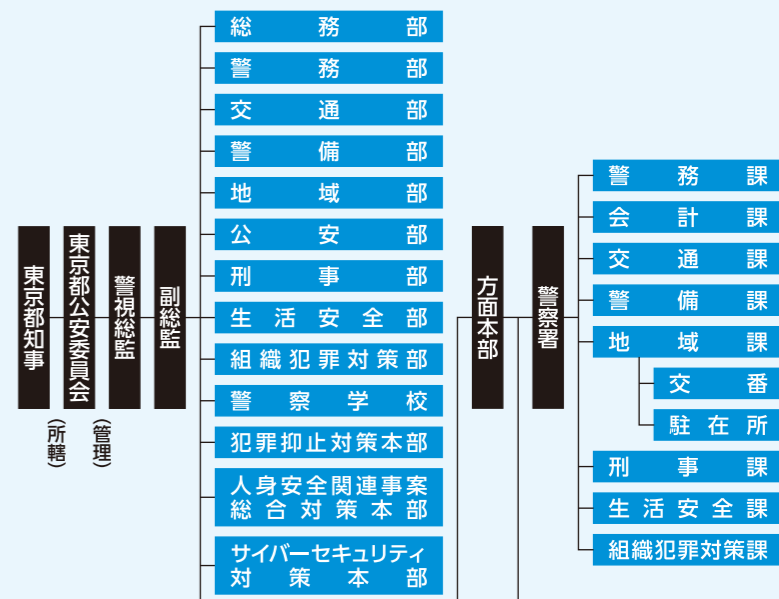 東京都知事
(所轄)
東京都公安委員会
(管理)
警視総監
副総監
総務部
警務部
交通部
警備部
地域部
公安部
刑事部
生活安全部
組織犯罪対策部
警察学校
犯罪抑止対策本部
人身安全関連事案
総合対策本部
サイバーセキュリティ
対策本部
方面本部
警察署
警務課
会計課
交通課
警備課
地域課
交番
駐在所
刑事課
生活安全課
組織犯罪対策課